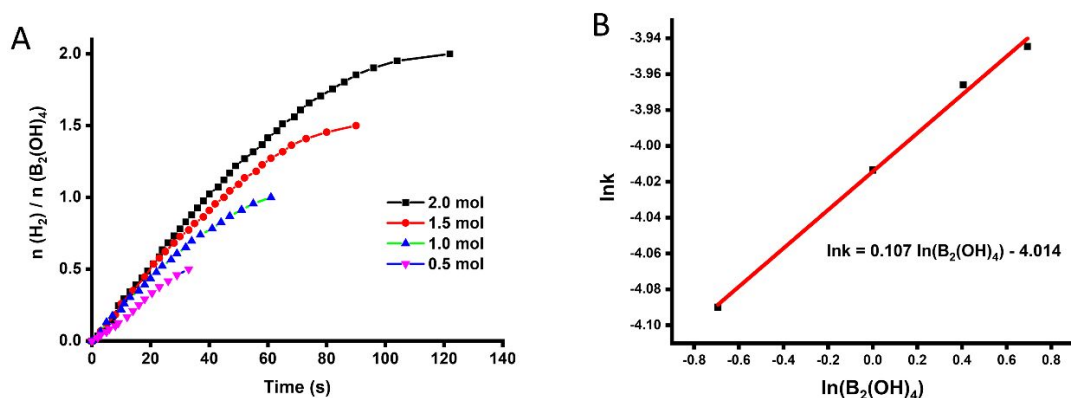 A
n (H2) / n (B2(OH)4)
2.0
1.5
1.0
0.5
0.0
0
20
40
60
80
100
120
140
Time (s)
2.0 mol
1.5 mol
1.0 mol
0.5 mol
B
lnk
-3.94
-3.96
-3.98
-4.00
-4.02
-4.04
-4.06
-4.08
-4.10
-0.8
-0.6
-0.4
-0.2
0.0
0.2
0.4
0.6
0.8
ln(B2(OH)4)
lnk = 0.107 ln(B2(OH)4) - 4.014